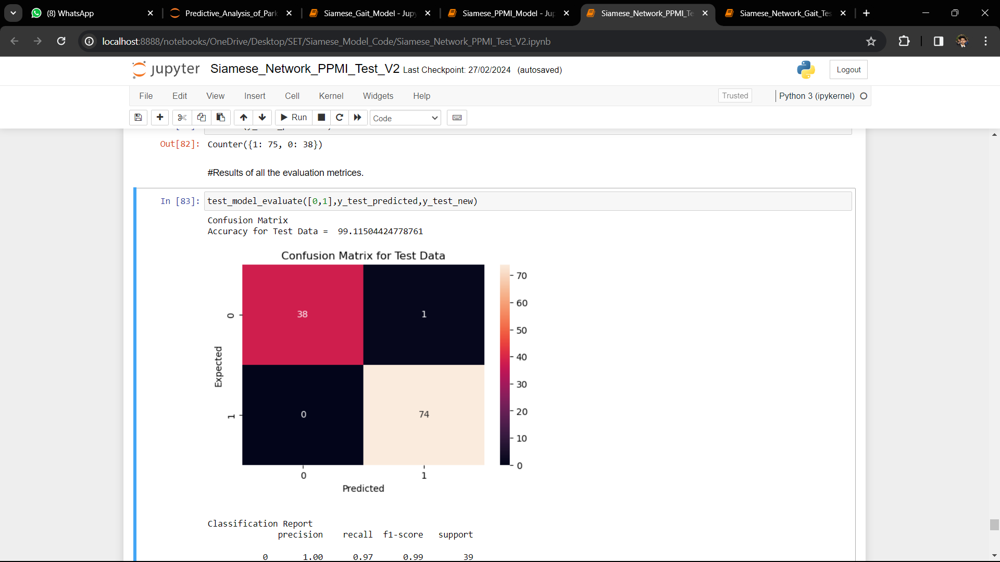 (8) WhatsApp
Predictive_Analysis_of_Park
Siamese_Gait_Model - Jupy
Siamese_PPMI_Model - Jup
Siamese_Network_PPMI_Te
Siamese_Network_Gait_Tes
localhost:8888/notebooks/OneDrive/Desktop/SET/Siamese_Model_Code/Siamese_Network_PPMI_Test_V2.ipynb
jupyter Siamese_Network_PPMI_Test_V2 Last Checkpoint: 27/02/2024 (autosaved)
Logout
File Edit View Insert Cell Kernel Widgets Help
Trusted
Python 3 (ipykernel)
Run
Code
Out[82]: Counter({1: 75, 0: 38})
#Results of all the evaluation metrices.
In [83]: test_model_evaluate([0,1],y_test_predicted,y_test_new)
Confusion Matrix
Accuracy for Test Data = 99.11504424778761
Confusion Matrix for Test Data
38 1
0 74
0
1
Expected
0 1
Predicted
70
60
50
40
30
20
10
0
Classification Report
precision recall f1-score support
0 1.00 0.97 0.99 39